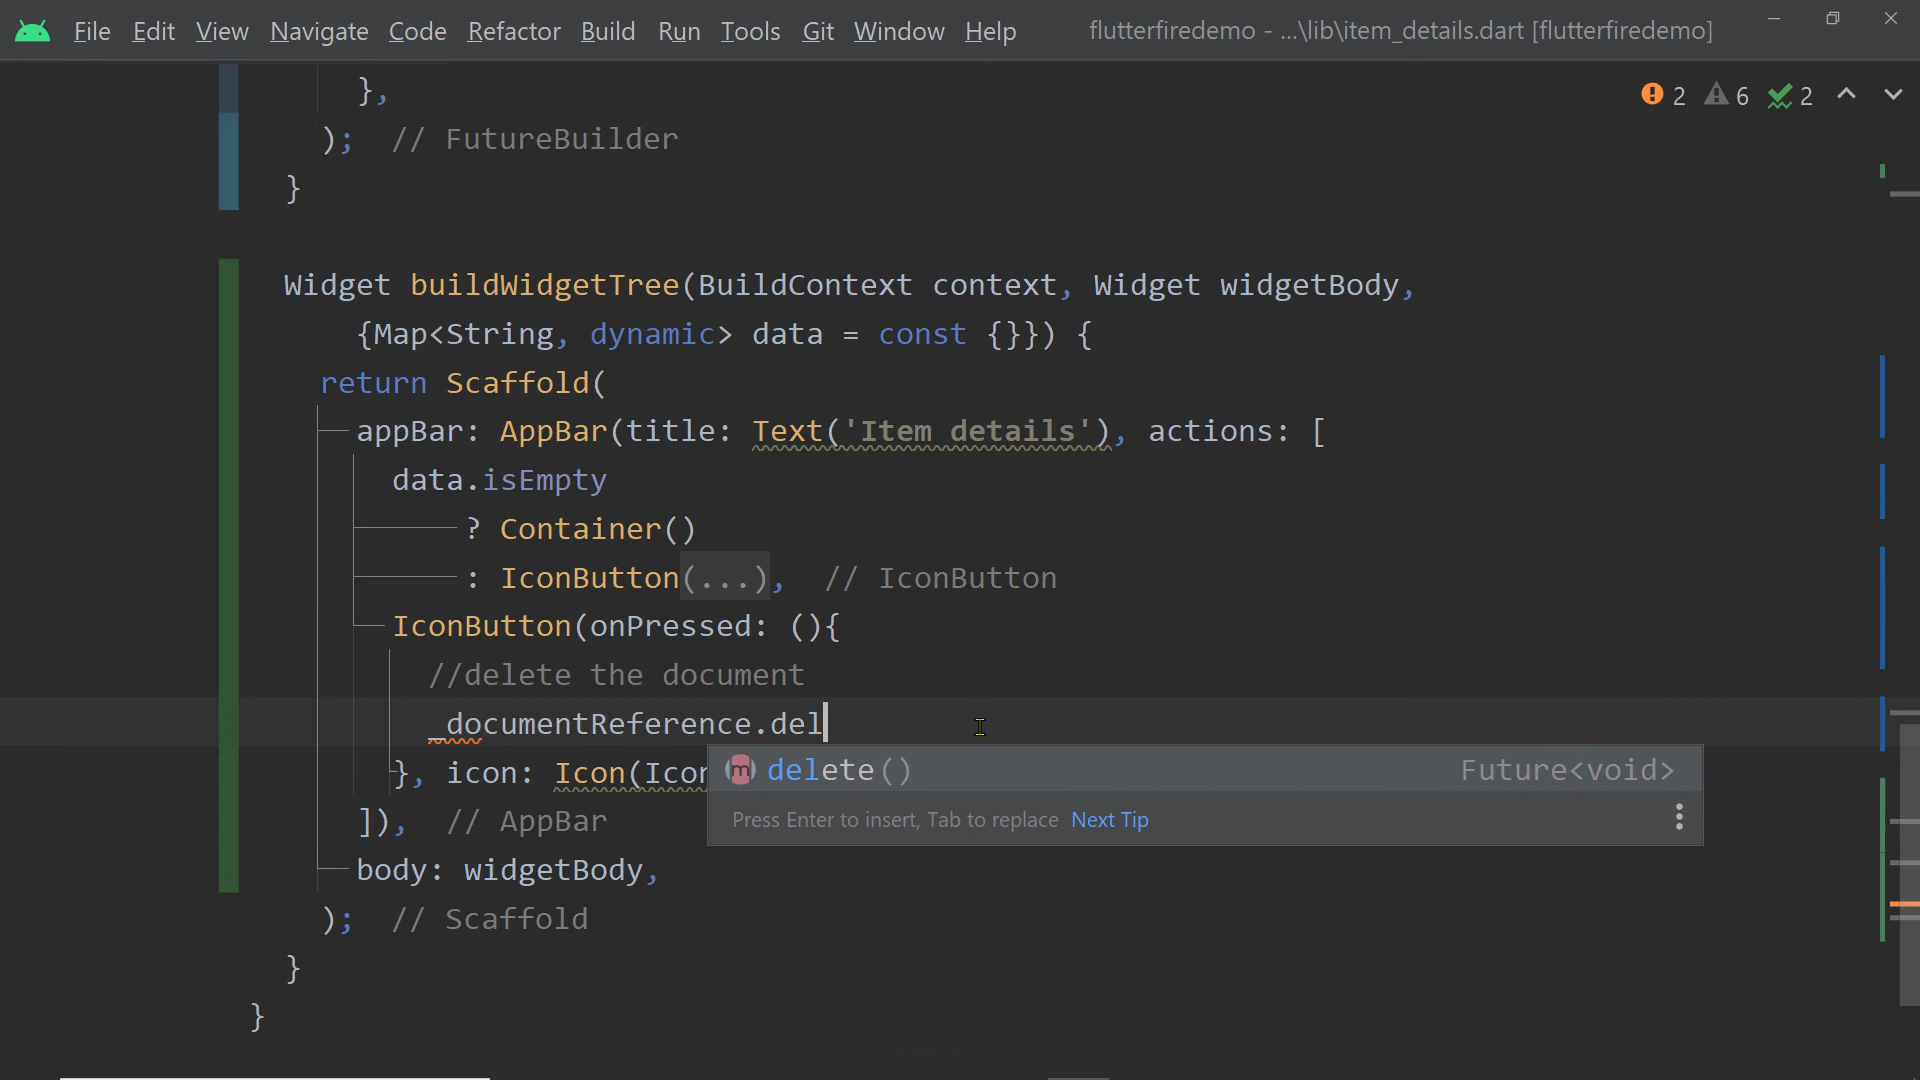 File Edit View Navigate Code Refactor Build Run Tools Git Window Help flutterfiredemo - ...\lib\item_details.dart [flutterfiredemo]
2 6 2
},
); // FutureBuilder
}
Widget buildWidgetTree(BuildContext context, Widget widgetBody,
{Map<String, dynamic> data = const {}}) {
return Scaffold(
appBar: AppBar(title: Text('Item details'), actions: [
data.isEmpty
? Container()
: IconButton(...), // IconButton
IconButton(onPressed: (){
//delete the document
_documentReference.del
delete() Future<void>
}, icon: Icon(Icon
Press Enter to insert, Tab to replace Next Tip
]), // AppBar
body: widgetBody,
); // Scaffold
}
}